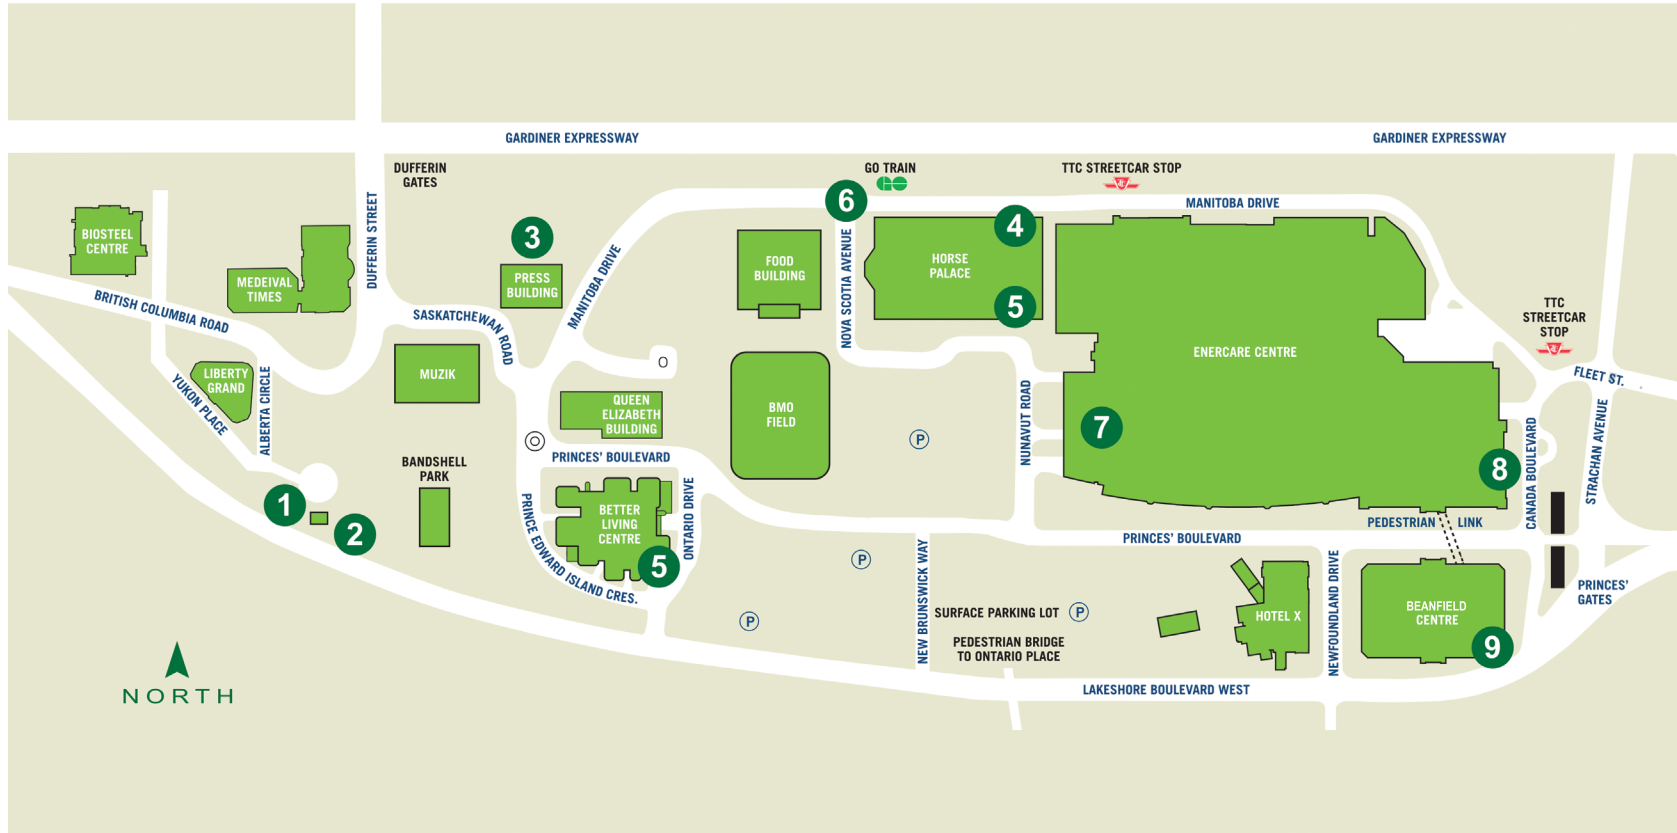 GARDINER EXPRESSWAY
GARDINER EXPRESSWAY
DUFFERIN
GATES
GO TRAIN
GO
TTC STREETCAR STOP
6
MANITOBA DRIVE
BIOSTEEL
CENTRE
DUFFERIN STREET
3
4
MEDEIVAL
TIMES
PRESS
BUILDING
MANITOBA DRIVE
FOOD
BUILDING
NOVA SCOTIA AVENUE
HORSE
PALACE
5
BRITISH COLUMBIA ROAD
SASKATCHEWAN ROAD
TTC
STREETCAR
STOP
ENERCARE CENTRE
FLEET ST.
LIBERTY
GRAND
MUZIK
O
YUKON PLACE
ALBERTA CIRCLE
QUEEN
ELIZABETH
BUILDING
BMO
FIELD
P
NUNAVUT ROAD
7
8
CANADA BOULEVARD
STRACHAN AVENUE
BANDSHELL
PARK
PRINCES' BOULEVARD
1
2
PRINCE EDWARD ISLAND CRES.
BETTER
LIVING
CENTRE
5
ONTARIO DRIVE
PEDESTRIAN LINK
PRINCES' BOULEVARD
P
NEW BRUNSWICK WAY
NEWFOUNDLAND DRIVE
PRINCES'
GATES
SURFACE PARKING LOT P
HOTEL X
BEANFIELD
CENTRE
P
PEDESTRIAN BRIDGE
TO ONTARIO PLACE
9
LAKESHORE BOULEVARD WEST
NORTH